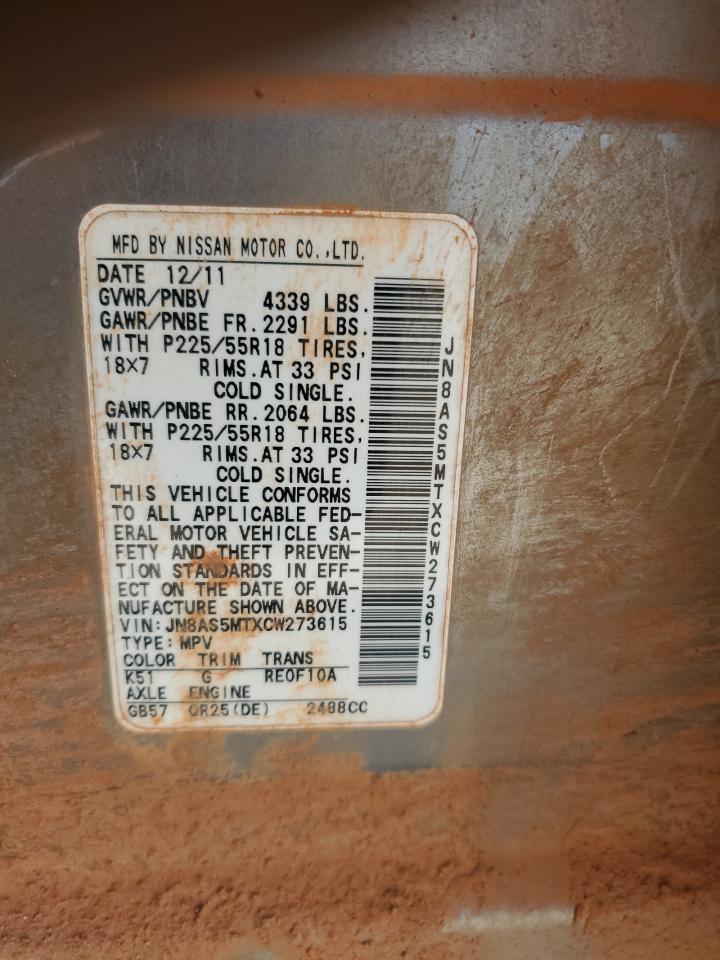 MFD BY NISSAN MOTOR CO.,LTD.
DATE 12/11
GVWR/PNBV 4339 LBS.
GAWR/PNBE FR.2291 LBS.
WITH P225/55R18 TIRES,
18×7 RIMS.AT 33 PSI
COLD SINGLE.
GAWR/PNBE RR.2064 LBS.
WITH P225/55R18 TIRES,
18×7 RIMS.AT 33 PSI
COLD SINGLE.
THIS VEHICLE CONFORMS
TO ALL APPLICABLE FED-
ERAL MOTOR VEHICLE SA-
FETY AND THEFT PREVEN-
TION STANDARDS IN EFF-
ECT ON THE DATE OF MA-
NUFACTURE SHOWN ABOVE.
VIN:JN8AS5MTXCW273615
TYPE:MPV
COLOR TRIM TRANS
K51 G RE0F10A
AXLE ENGINE
GB57 QR25(DE) 2488CC
JN8AS5MTXCW273615